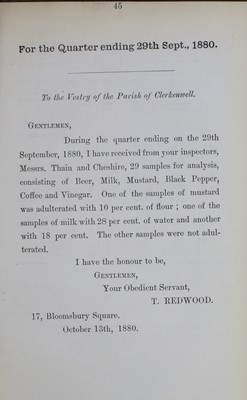 45
For the Quarter ending 29th Sept., 1880.
To the Vestry of the Parish of Clerkenwell.
GENTLEMEN,
During the quarter ending on the 29th
September, 1880, I have received from your inspectors,
Messrs. Thain and Cheshire, 29 samples for analysis,
consisting of Beer, Milk, Mustard, Black Pepper,
Coffee and Vinegar. One of the samples of mustard
was adulterated with 10 per cent. of flour ; one of the
samples of milk with 28 per cent. of water and another
with 18 per cent. The other samples were not adul-
terated.
I have the honour to be,
GENTLEMEN,
Your Obedient Servant,
T. REDWOOD.
17, Bloomsbury Square.
October 13th, 1880.